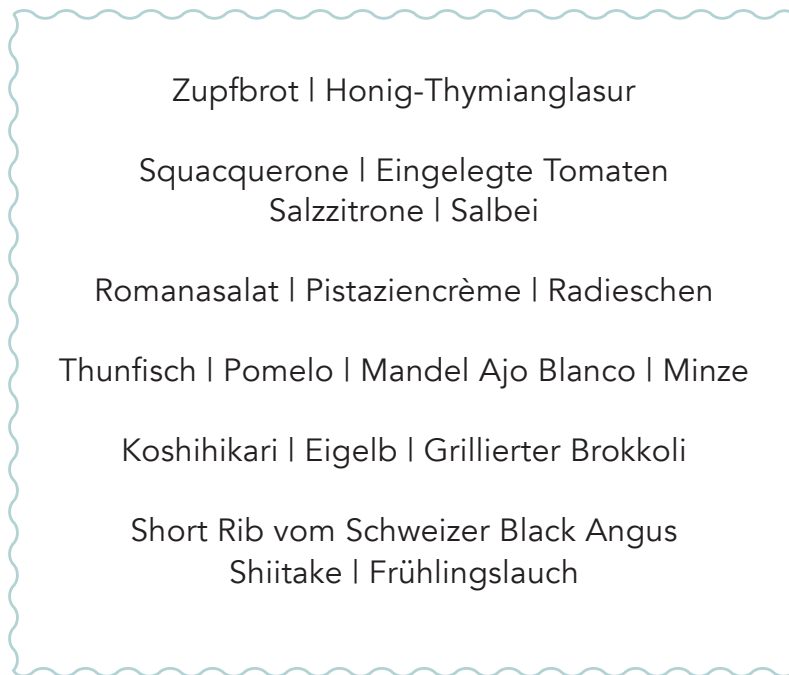 Zupfbrot | Honig-Thymianglasur
Squacquerone | Eingelegte Tomaten
Salzzitrone | Salbei
Romanasalat | Pistaziencrème | Radieschen
Thunfisch | Pomelo | Mandel Ajo Blanco | Minze
Koshihikari | Eigelb | Grillierter Brokkoli
Short Rib vom Schweizer Black Angus
Shiitake | Frühlingslauch